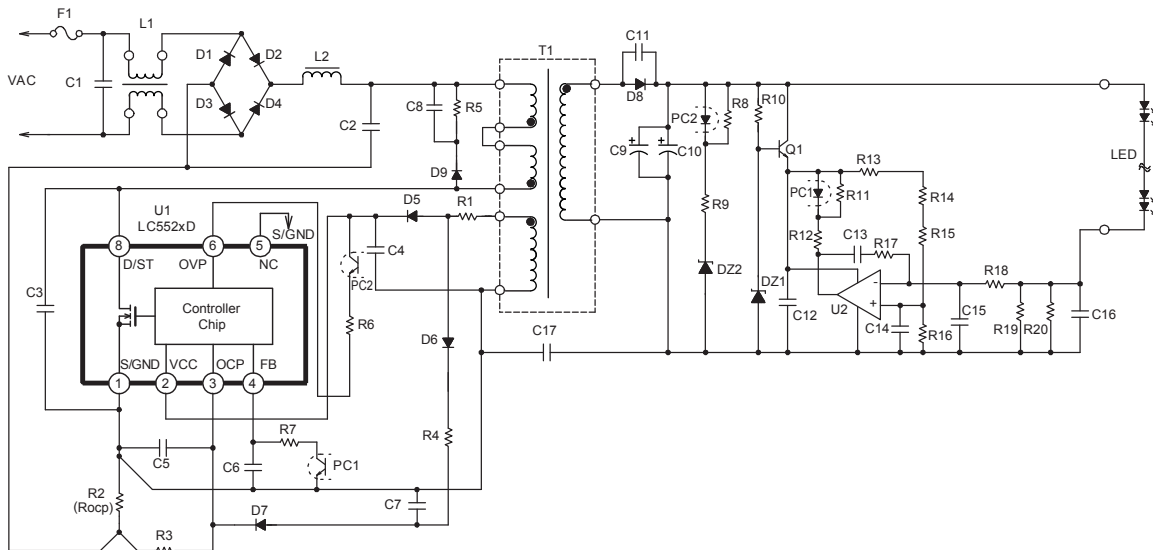 F1
L1
VAC
C1
D1
D2
D3
D4
L2
C2
C8
R5
D9
T1
C11
D8
C9
C10
PC2
R8
R9
DZ2
R10
Q1
DZ1
C12
PC1
R11
R12
R13
R14
R15
C13
R17
U2
-
+
C14
R16
C15
R18
R19
R20
C16
LED
U1
LC552xD
S/GND
8
6
5
D/ST
OVP
NC
C3
Controller
Chip
S/GND
VCC
OCP
FB
1
2
3
4
D5
R1
C4
PC2
R6
D6
R4
C17
C5
C6
R7
PC1
R2
(Rocp)
R3
D7
C7
+
+